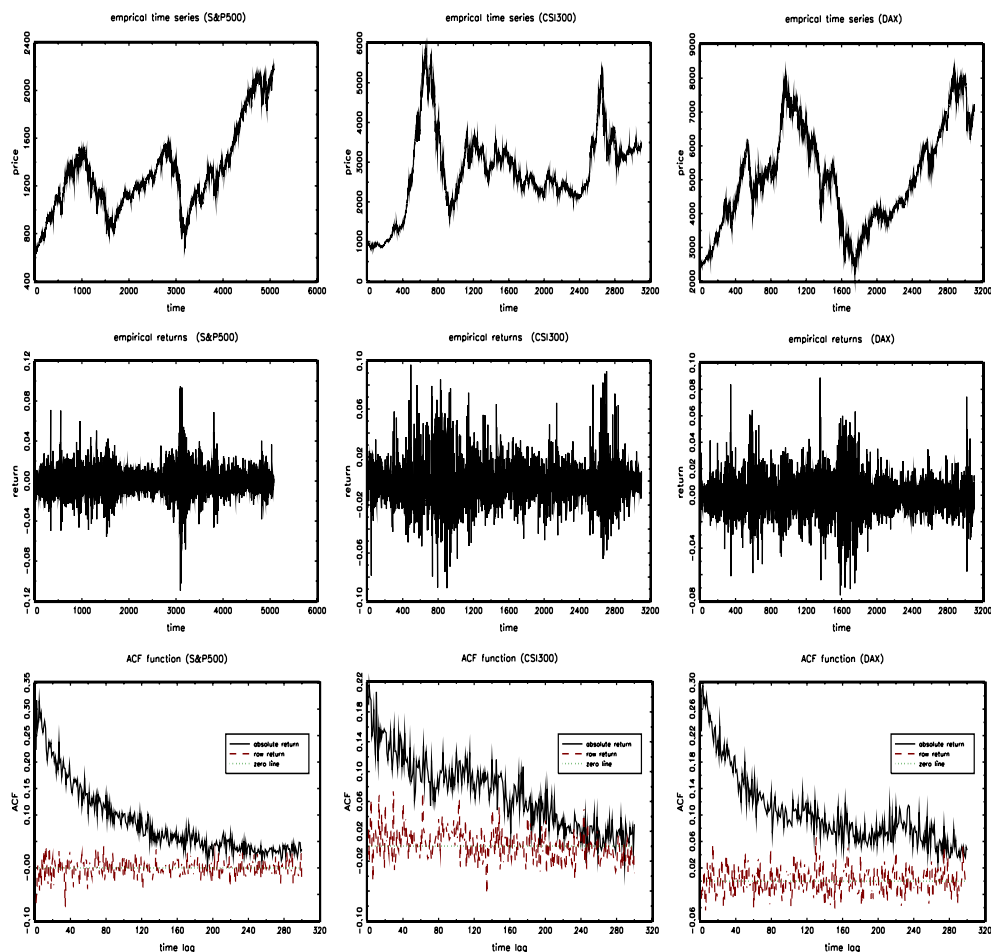 emprical time series (S&P500)
2400
2000
1600
1200
800
400
price
0 1000 2000 3000 4000 5000 6000
time
emprical time series (CSI300)
6000
5000
4000
3000
2000
1000
0
price
0 400 800 1200 1600 2000 2400 2800 3200
time
emprical time series (DAX)
9000
8000
7000
6000
5000
4000
3000
2000
price
0 400 800 1200 1600 2000 2400 2800 3200
time
empirical returns (S&P500)
0.12
0.08
0.04
0.00
-0.04
-0.08
-0.12
return
0 1000 2000 3000 4000 5000 6000
time
empirical returns (CSI300)
0.10
0.06
0.02
-0.02
-0.06
-0.10
return
0 400 800 1200 1600 2000 2400 2800 3200
time
empirical returns (DAX)
0.10
0.08
0.04
0.00
-0.04
-0.08
return
0 400 800 1200 1600 2000 2400 2800 3200
time
ACF function (S&P500)
0.35
0.30
0.25
0.20
0.15
0.10
-0.00
-0.10
ACF
absolute return
row return
zero line
0 40 80 120 160 200 240 280 320
time lag
ACF function (CSI300)
0.22
0.18
0.14
0.10
0.06
0.02
-0.02
-0.10
ACF
absolute return
row return
zero line
0 40 80 120 160 200 240 280 320
time lag
ACF function (DAX)
0.30
0.26
0.22
0.18
0.14
0.10
0.06
0.02
-0.06
ACF
absolute return
row return
zero line
0 40 80 120 160 200 240 280 320
time lag